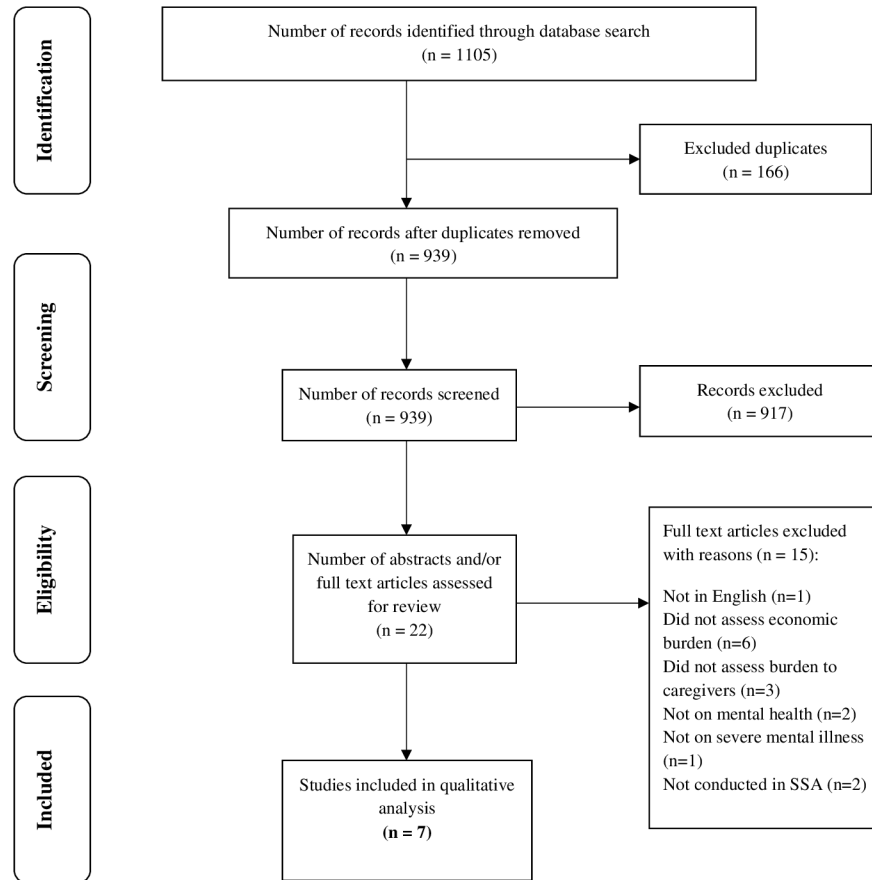 Identification
Number of records identified through database search
(n = 1105)
Excluded duplicates
(n = 166)
Number of records after duplicates removed
(n = 939)
Screening
Number of records screened
(n = 939)
Records excluded
(n = 917)
Eligibility
Number of abstracts and/or
full text articles assessed
for review
(n = 22)
Full text articles excluded
with reasons (n = 15):
Not in English (n=1)
Did not assess economic
burden (n=6)
Did not assess burden to
caregivers (n=3)
Not on mental health (n=2)
Not on severe mental illness
(n=1)
Not conducted in SSA (n=2)
Included
Studies included in qualitative
analysis
(n = 7)